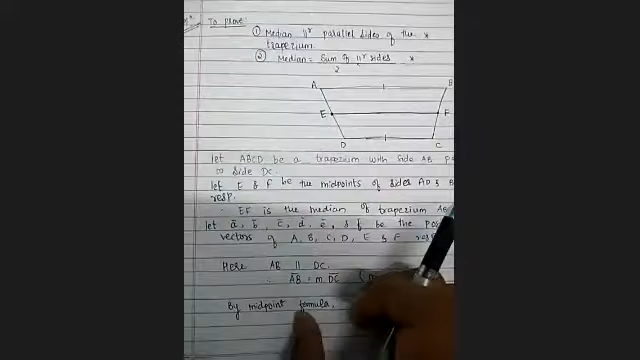 To prove:
① Median ||r parallel sides of the *
trapezium.
② Median = Sum of ||r sides *
2
A B
E F
D C
let ABCD be a trapezium with side AB
to side DC.
let E & F be the midpoints of sides AD & B
resp.
∴ EF is the median of trapezium AB
let a̅, b̅, c̅, d̅, e̅, & f̅ be the pos
vectors of A, B, C, D, E & F resp
Here AB || DC.
∴ A̅B̅ = m D̅C̅
By midpoint formula,